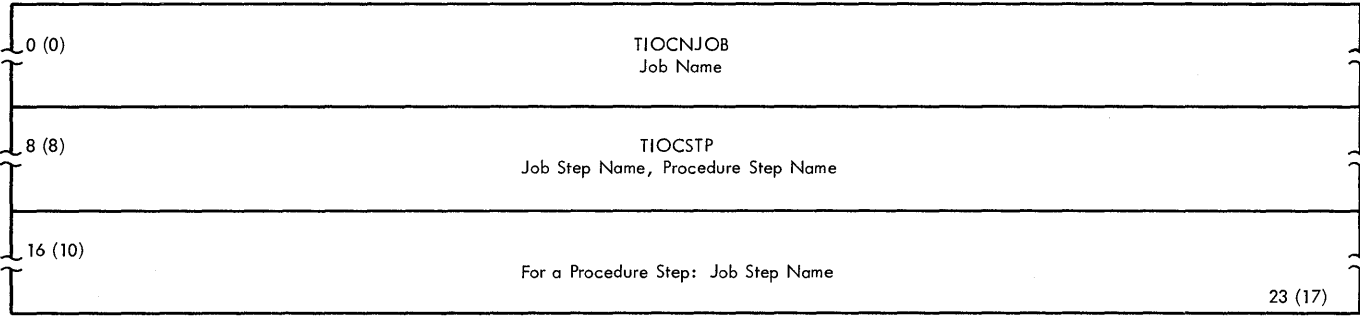 0 (0)
TIOCNJOB
Job Name
8 (8)
TIOCSTP
Job Step Name, Procedure Step Name
16 (10)
For a Procedure Step: Job Step Name
23 (17)